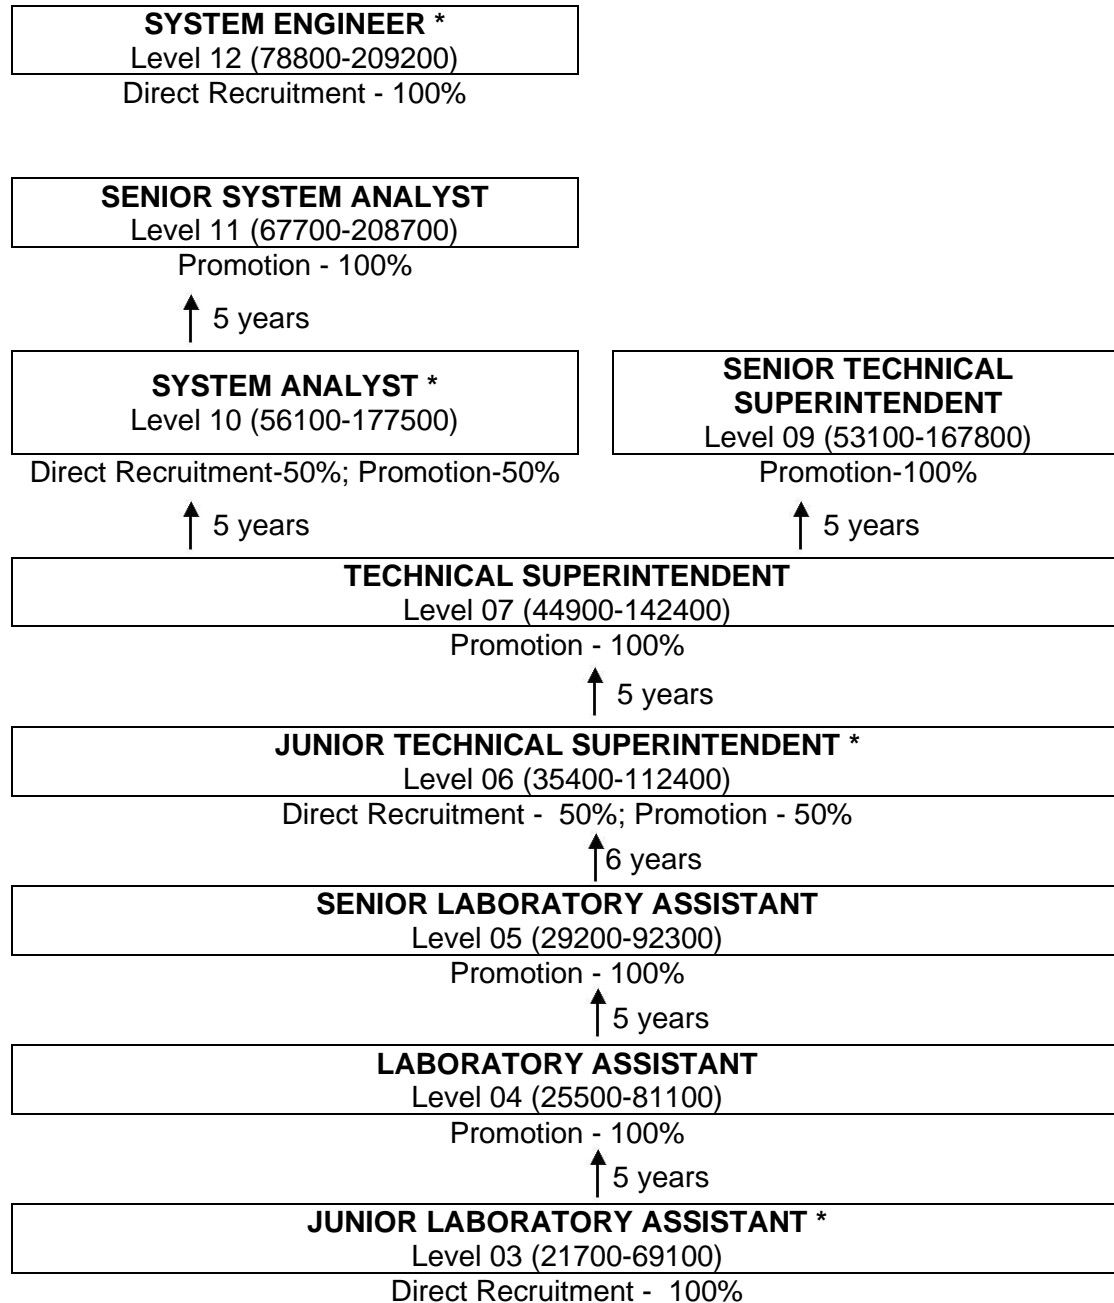 SYSTEM ENGINEER *
Level 12 (78800-209200)
Direct Recruitment - 100%
SENIOR SYSTEM ANALYST
Level 11 (67700-208700)
Promotion - 100%
5 years
SYSTEM ANALYST *
Level 10 (56100-177500)
Direct Recruitment-50%; Promotion-50%
5 years
SENIOR TECHNICAL
SUPERINTENDENT
Level 09 (53100-167800)
Promotion-100%
5 years
TECHNICAL SUPERINTENDENT
Level 07 (44900-142400)
Promotion - 100%
5 years
JUNIOR TECHNICAL SUPERINTENDENT *
Level 06 (35400-112400)
Direct Recruitment -  50%; Promotion - 50%
6 years
SENIOR LABORATORY ASSISTANT
Level 05 (29200-92300)
Promotion - 100%
5 years
LABORATORY ASSISTANT
Level 04 (25500-81100)
Promotion - 100%
5 years
JUNIOR LABORATORY ASSISTANT *
Level 03 (21700-69100)
Direct Recruitment -  100%